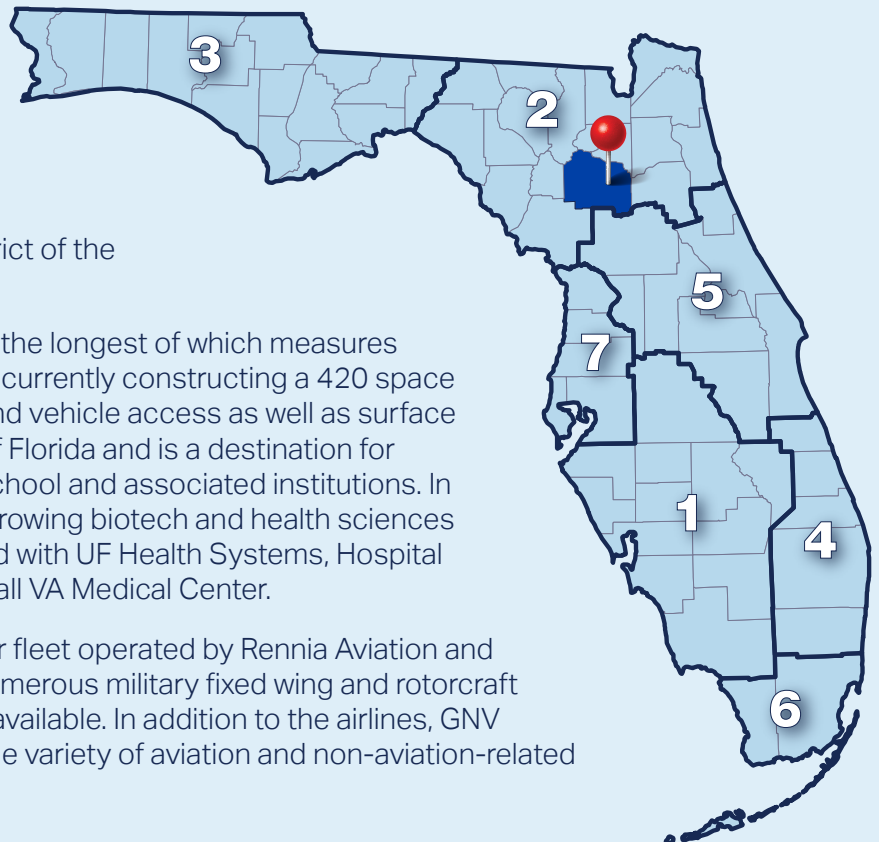 3
2
rict of the
the longest of which measures
currently constructing a 420 space
nd vehicle access as well as surface
f Florida and is a destination for
chool and associated institutions. In
rowing biotech and health sciences
d with UF Health Systems, Hospital
all VA Medical Center.
r fleet operated by Rennia Aviation and
merous military fixed wing and rotorcraft
available. In addition to the airlines, GNV
e variety of aviation and non-aviation-related
5
7
1
4
6